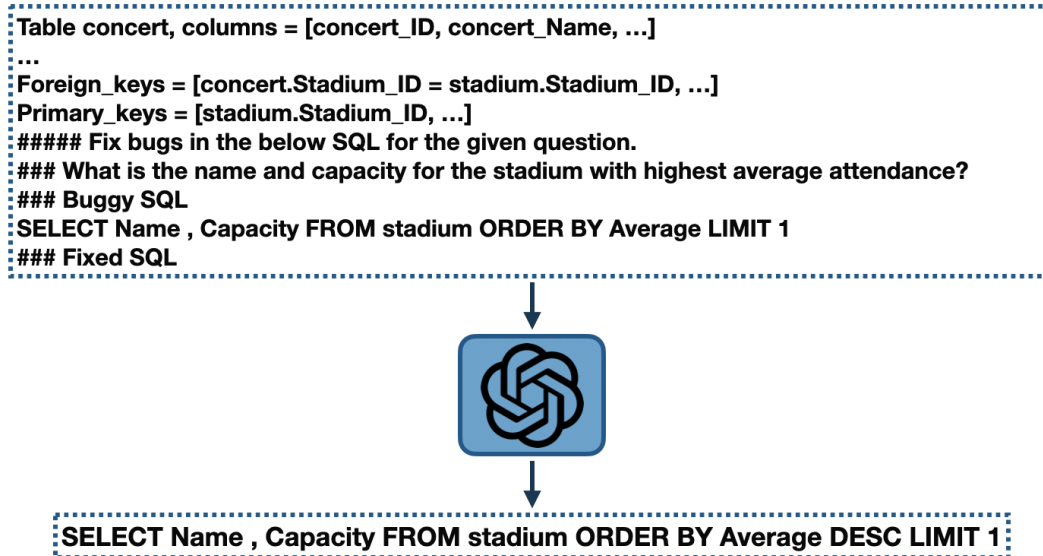 Table concert, columns = [concert_ID, concert_Name, ...]
...
Foreign_keys = [concert.Stadium_ID = stadium.Stadium_ID, ...]
Primary_keys = [stadium.Stadium_ID, ...]
##### Fix bugs in the below SQL for the given question.
### What is the name and capacity for the stadium with highest average attendance?
### Buggy SQL
SELECT Name , Capacity FROM stadium ORDER BY Average LIMIT 1
### Fixed SQL
SELECT Name , Capacity FROM stadium ORDER BY Average DESC LIMIT 1